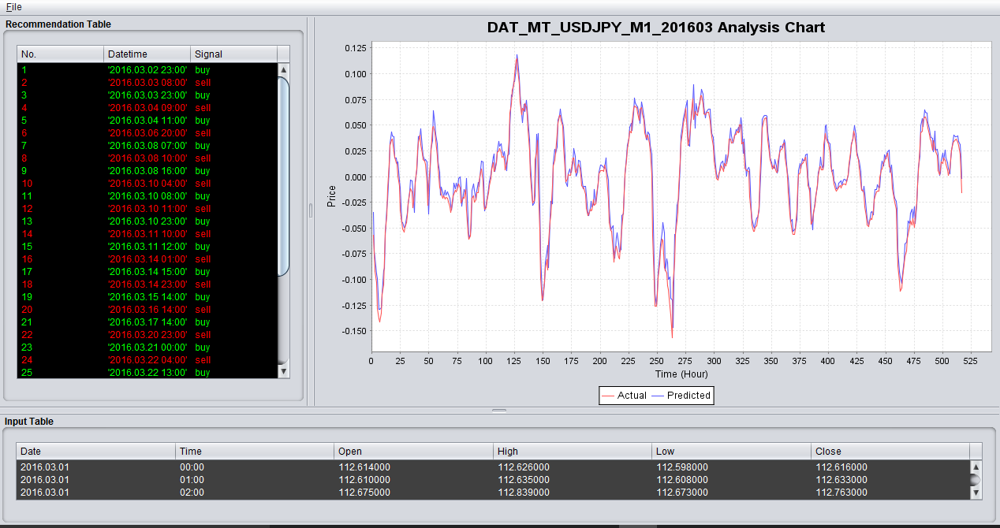 File
Recommendation Table
No. Datetime Signal
1 '2016.03.02 23:00' buy
2 '2016.03.03 08:00' sell
3 '2016.03.03 23:00' buy
4 '2016.03.04 09:00' sell
5 '2016.03.04 11:00' buy
6 '2016.03.06 20:00' sell
7 '2016.03.08 07:00' buy
8 '2016.03.08 10:00' sell
9 '2016.03.08 16:00' buy
10 '2016.03.10 04:00' sell
11 '2016.03.10 08:00' buy
12 '2016.03.10 11:00' sell
13 '2016.03.10 23:00' buy
14 '2016.03.11 10:00' sell
15 '2016.03.11 12:00' buy
16 '2016.03.14 01:00' sell
17 '2016.03.14 15:00' buy
18 '2016.03.14 23:00' sell
19 '2016.03.15 14:00' buy
20 '2016.03.16 14:00' sell
21 '2016.03.17 14:00' buy
22 '2016.03.20 23:00' sell
23 '2016.03.21 00:00' buy
24 '2016.03.22 04:00' sell
25 '2016.03.22 13:00' buy
DAT_MT_USDJPY_M1_201603 Analysis Chart
Price
0.125
0.100
0.075
0.050
0.025
0.000
-0.025
-0.050
-0.075
-0.100
-0.125
-0.150
0 25 50 75 100 125 150 175 200 225 250 275 300 325 350 375 400 425 450 475 500 525
Time (Hour)
Actual Predicted
Input Table
Date Time Open High Low Close
2016.03.01 00:00 112.614000 112.626000 112.598000 112.616000
2016.03.01 01:00 112.610000 112.635000 112.608000 112.633000
2016.03.01 02:00 112.675000 112.839000 112.673000 112.763000